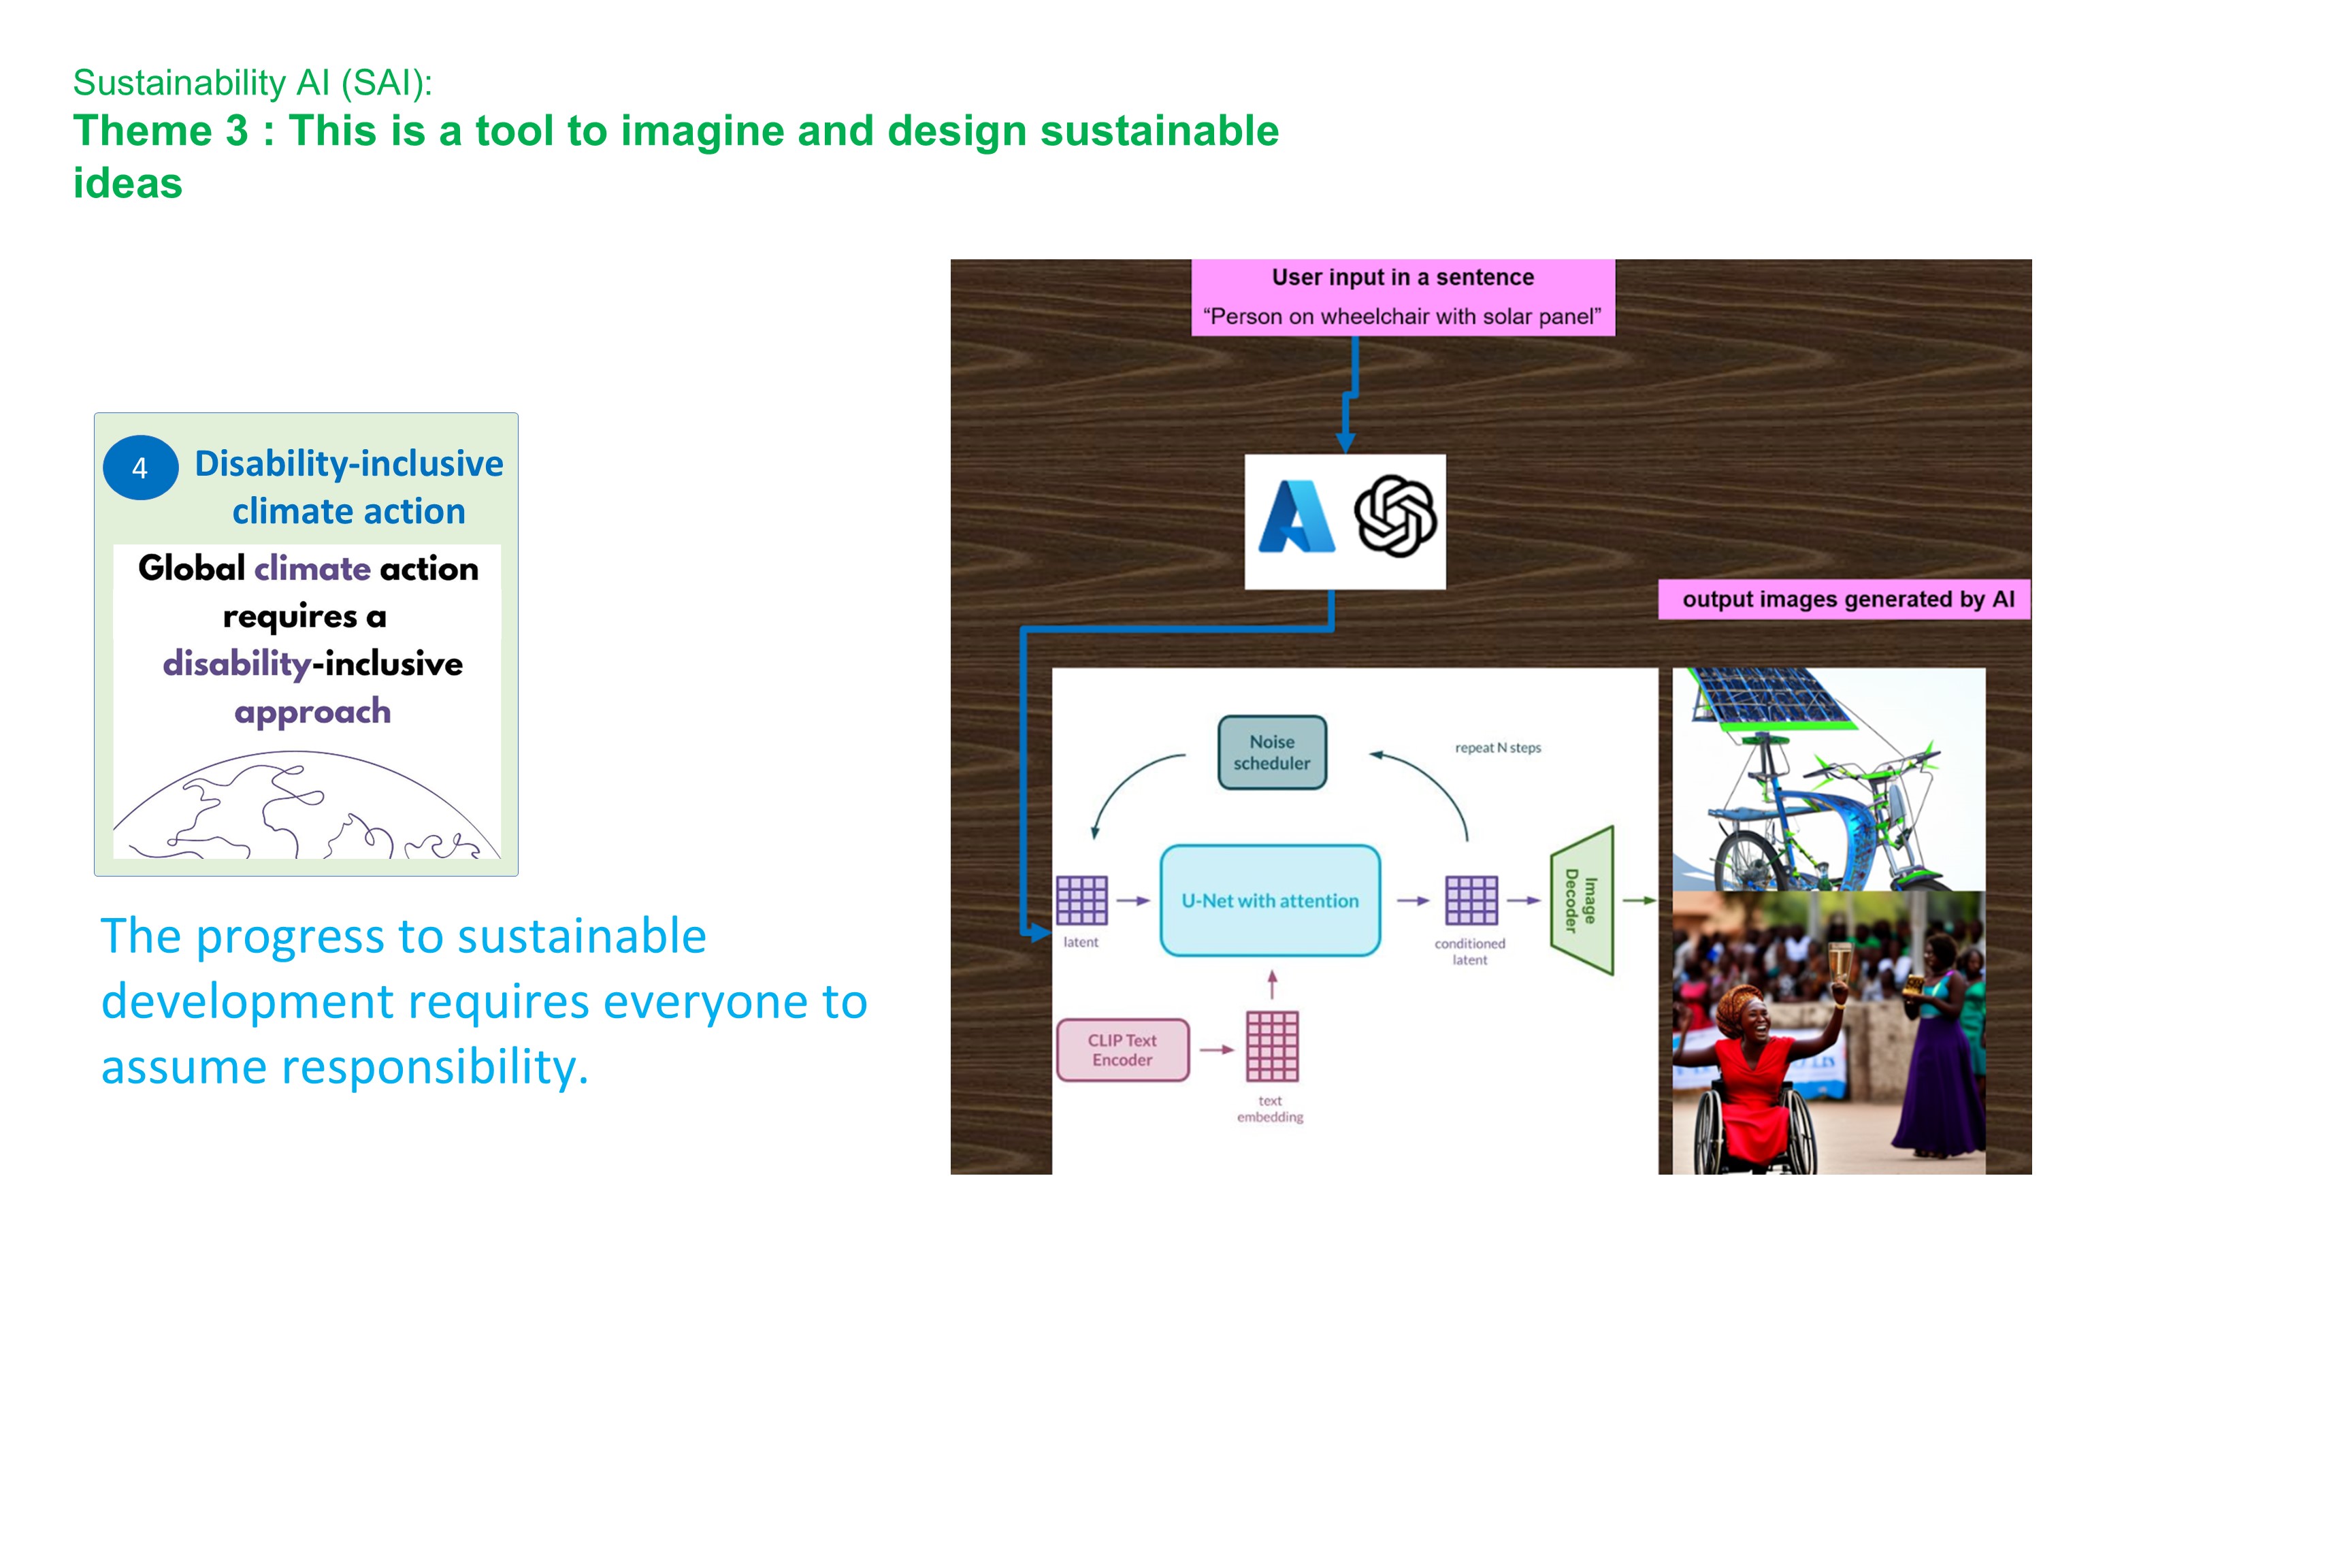 Sustainability AI (SAI):
Theme 3 : This is a tool to imagine and design sustainable
ideas
4
Disability-inclusive
climate action
Global climate action
requires a
disability-inclusive
approach
The progress to sustainable
development requires everyone to
assume responsibility.
User input in a sentence
“Person on wheelchair with solar panel”
output images generated by AI
Noise
scheduler
repeat N steps
latent
U-Net with attention
conditioned
latent
Image
Decoder
CLIP Text
Encoder
text
embedding